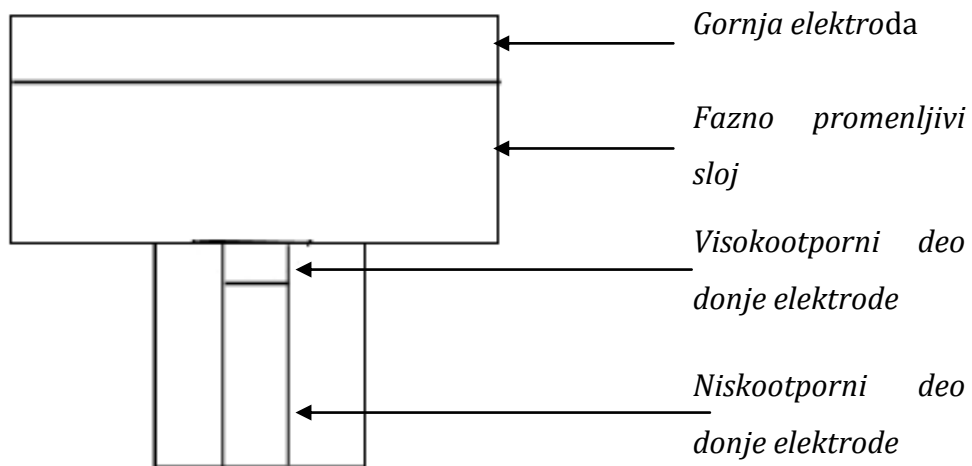 Gornja elektroda
Fazno promenljivi
sloj
Visokootporni deo
donje elektrode
Niskootporni deo
donje elektrode